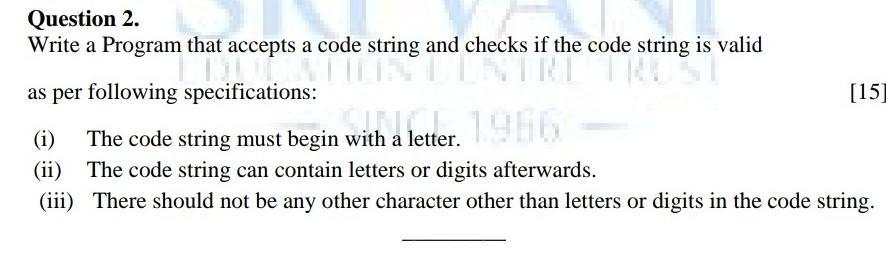 SRI VANI
EDUCATION CENTRE TRUST
SINCE 1966
Question 2.
Write a Program that accepts a code string and checks if the code string is valid
as per following specifications: [15]
(i) The code string must begin with a letter.
(ii) The code string can contain letters or digits afterwards.
(iii) There should not be any other character other than letters or digits in the code string.